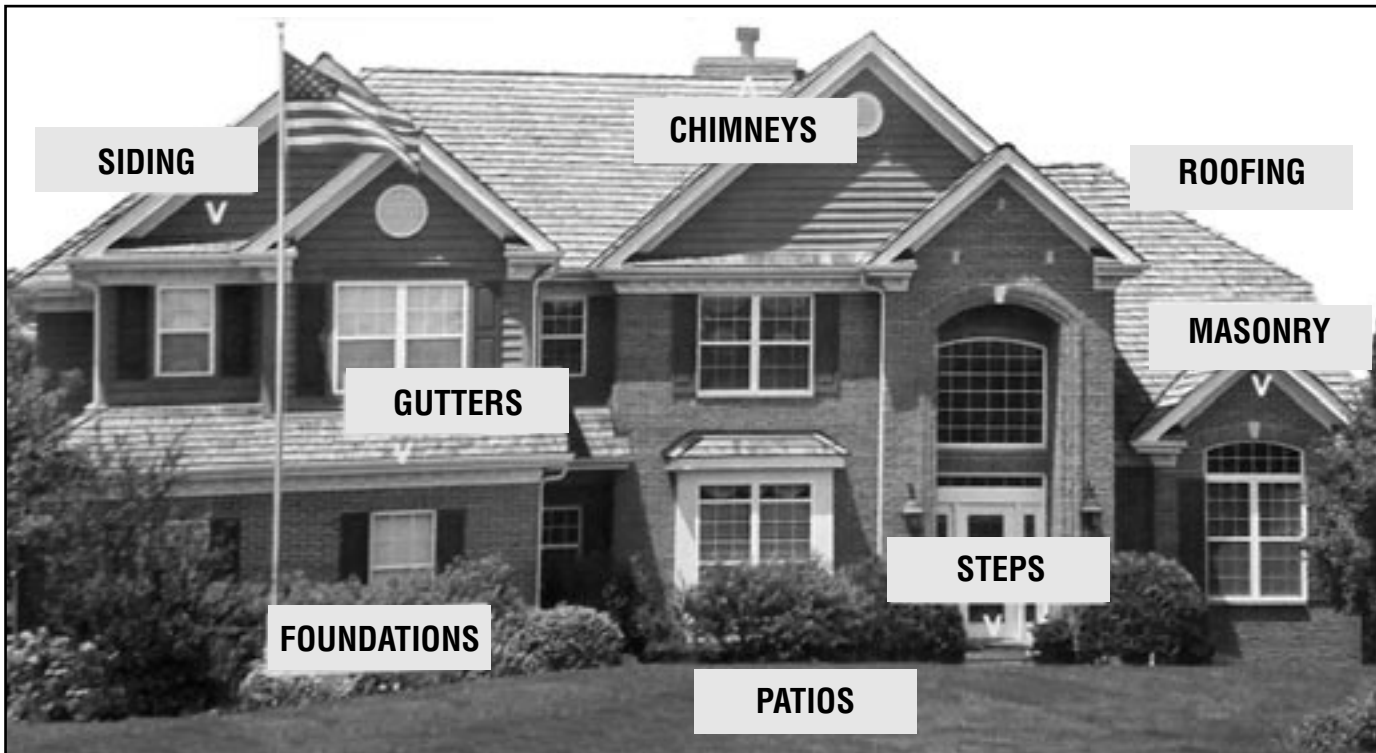 CHIMNEYS
SIDING
ROOFING
MASONRY
GUTTERS
STEPS
FOUNDATIONS
PATIOS